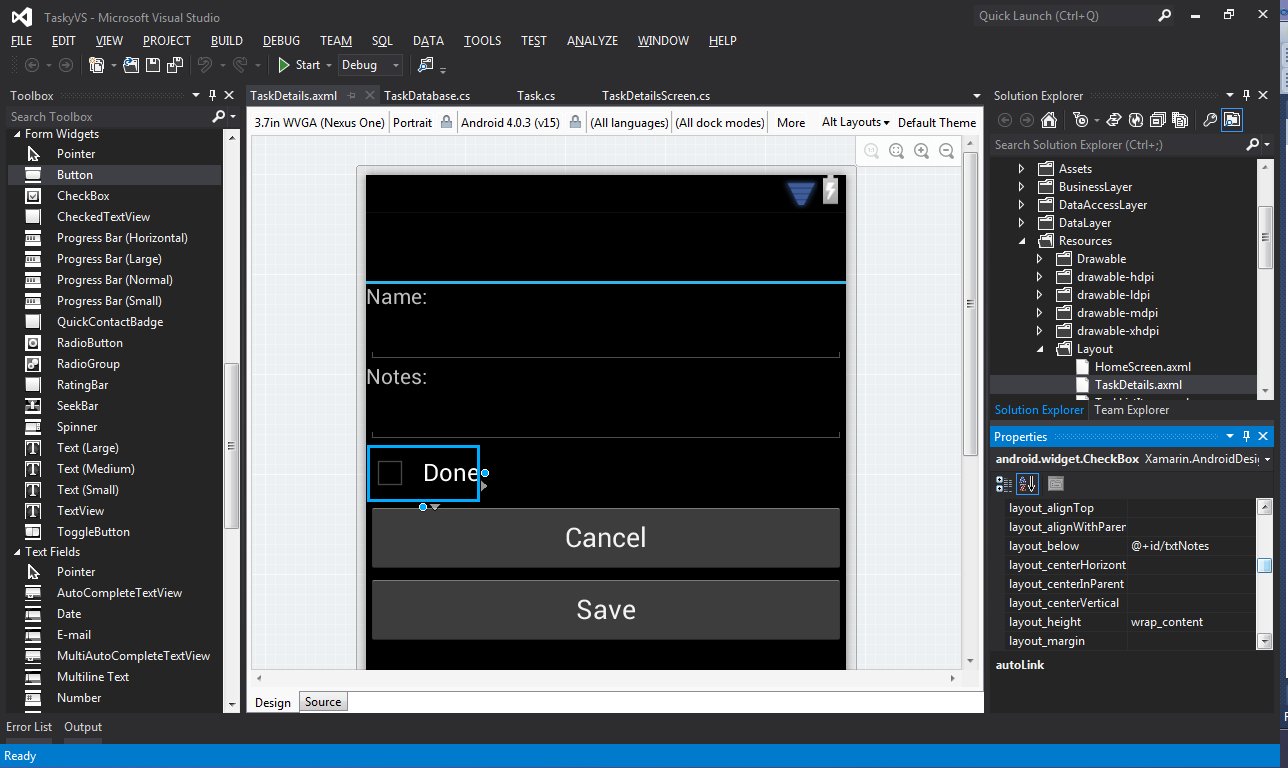 TaskyVS - Microsoft Visual Studio
Quick Launch (Ctrl+Q)
FILE EDIT VIEW PROJECT BUILD DEBUG TEAM SQL DATA TOOLS TEST ANALYZE WINDOW HELP
Start Debug
Toolbox
Search Toolbox
Form Widgets
Pointer
Button
CheckBox
CheckedTextView
Progress Bar (Horizontal)
Progress Bar (Large)
Progress Bar (Normal)
Progress Bar (Small)
QuickContactBadge
RadioButton
RadioGroup
RatingBar
SeekBar
Spinner
Text (Large)
Text (Medium)
Text (Small)
TextView
ToggleButton
Text Fields
Pointer
AutoCompleteTextView
Date
E-mail
MultiAutoCompleteTextView
Multiline Text
Number
TaskDetails.axml TaskDatabase.cs Task.cs TaskDetailsScreen.cs
3.7in WVGA (Nexus One) Portrait Android 4.0.3 (v15) (All languages) (All dock modes) More Alt Layouts Default Theme
Name:
Notes:
Done
Cancel
Save
Design Source
Solution Explorer
Search Solution Explorer (Ctrl+;)
Assets
BusinessLayer
DataAccessLayer
DataLayer
Resources
Drawable
drawable-hdpi
drawable-ldpi
drawable-mdpi
drawable-xhdpi
Layout
HomeScreen.axml
TaskDetails.axml
Solution Explorer Team Explorer
Properties
android.widget.CheckBox Xamarin.AndroidDesi
layout_alignTop
layout_alignWithParer
layout_below @+id/txtNotes
layout_centerHorizont
layout_centerInParent
layout_centerVertical
layout_height wrap_content
layout_margin
autoLink
Error List Output
Ready